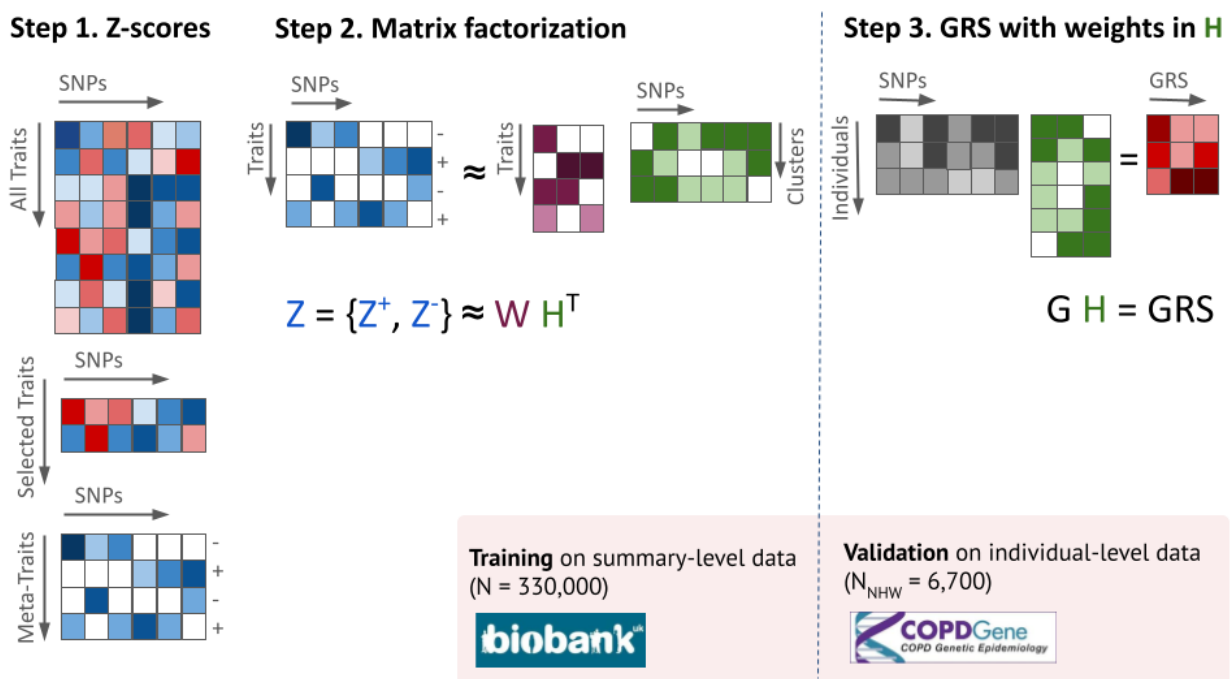 Step 1. Z-scores
SNPs
All Traits
SNPs
Selected Traits
SNPs
Meta-Traits
-
+
-
+
Step 2. Matrix factorization
SNPs
Traits
-
+
-
+
≈
Traits
SNPs
Clusters
Z = {Z⁺, Z⁻} ≈ W Hᵀ
Training on summary-level data
(N = 330,000)
biobank uk
Step 3. GRS with weights in H
SNPs
Individuals
=
GRS
G H = GRS
Validation on individual-level data
(N_NHW = 6,700)
COPDGene
COPD Genetic Epidemiology